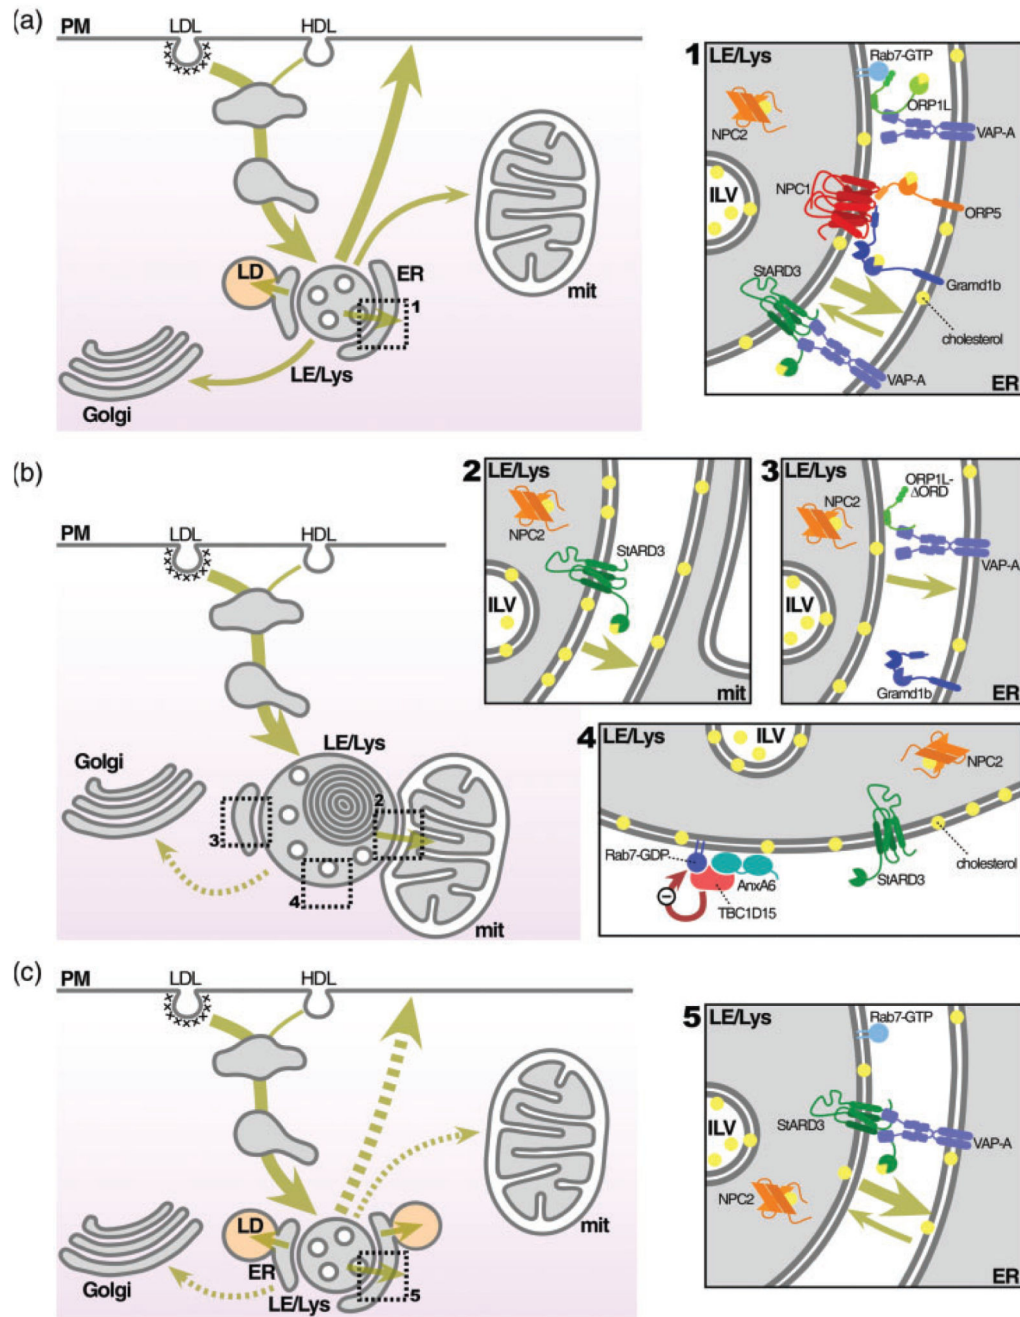 (a)
PM
LDL
HDL
LD
ER
1
mit
LE/Lys
Golgi
1
LE/Lys
Rab7-GTP
ORP1L
NPC2
VAP-A
ILV
NPC1
ORP5
StARD3
Gramd1b
cholesterol
VAP-A
ER
(b)
PM
LDL
HDL
LE/Lys
Golgi
2
3
4
mit
2
LE/Lys
NPC2
StARD3
ILV
mit
3
LE/Lys
ORP1L-
ΔORD
NPC2
VAP-A
ILV
Gramd1b
ER
4
LE/Lys
ILV
NPC2
Rab7-GDP
AnxA6
StARD3
cholesterol
TBC1D15
(c)
PM
LDL
HDL
mit
LD
Golgi
ER
LE/Lys
5
5
LE/Lys
Rab7-GTP
StARD3
ILV
VAP-A
NPC2
ER